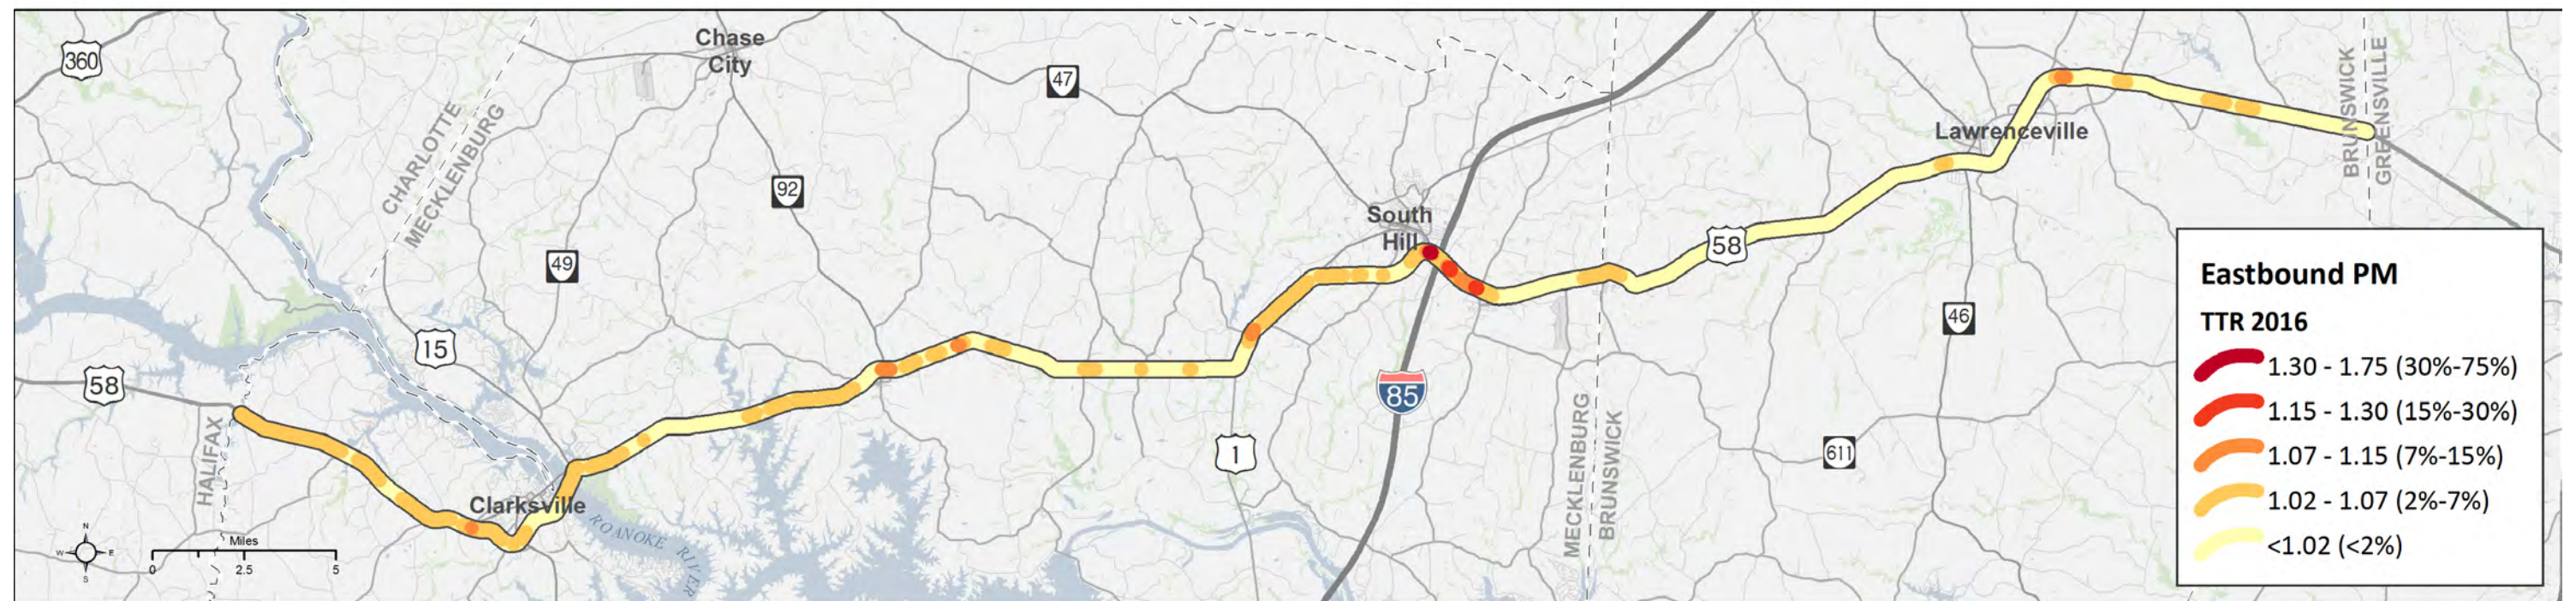 360
Chase
City
47
CHARLOTTE
MECKLENBURG
92
49
15
58
HALIFAX
Clarksville
ROANOKE RIVER
South
Hill
85
1
MECKLENBURG
BRUNSWICK
58
Lawrenceville
46
611
BRUNSWICK
GREENSVILLE
N
W E
S
Miles
0 2.5 5
Eastbound PM
TTR 2016
1.30 - 1.75 (30%-75%)
1.15 - 1.30 (15%-30%)
1.07 - 1.15 (7%-15%)
1.02 - 1.07 (2%-7%)
<1.02 (<2%)